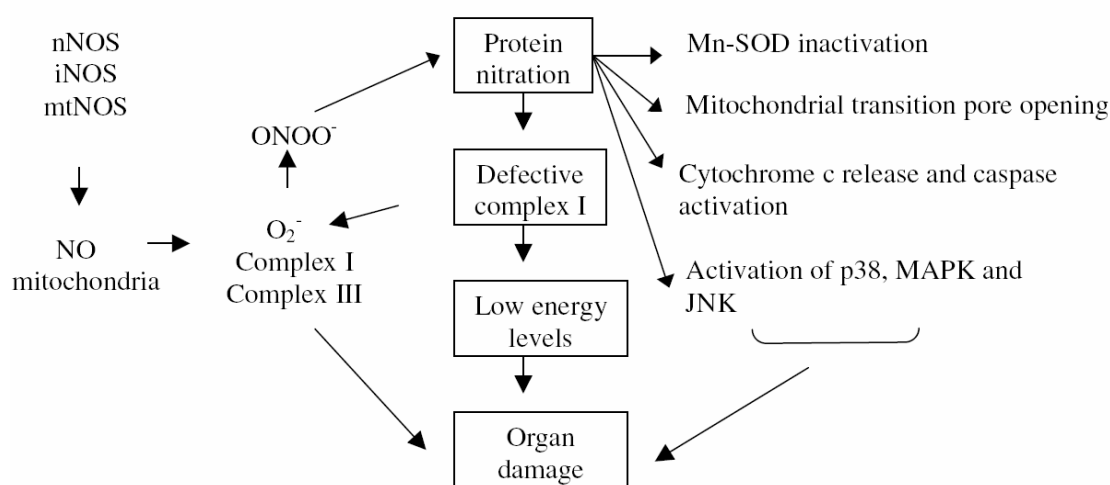 nNOS
iNOS
mtNOS
NO
mitochondria
ONOO⁻
O₂⁻
Complex I
Complex III
Protein
nitration
Defective
complex I
Low energy
levels
Organ
damage
Mn-SOD inactivation
Mitochondrial transition pore opening
Cytochrome c release and caspase
activation
Activation of p38, MAPK and
JNK